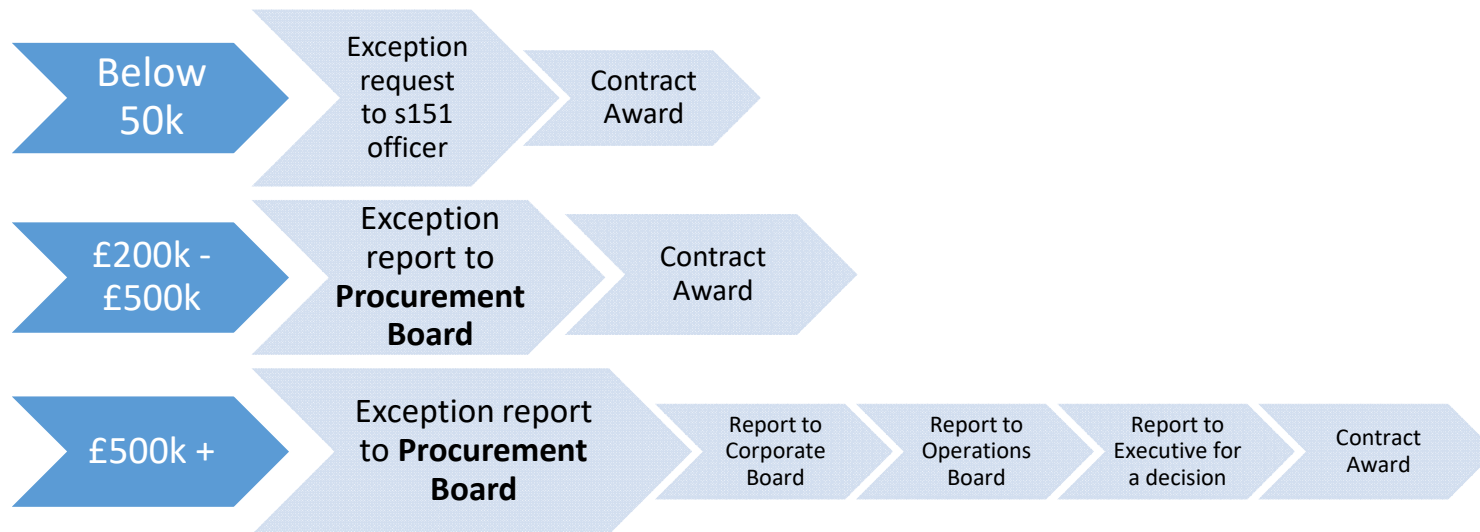 Below
50k
Exception
request
to s151
officer
Contract
Award
£200k -
£500k
Exception
report to
Procurement
Board
Contract
Award
£500k +
Exception report
to Procurement
Board
Report to
Corporate
Board
Report to
Operations
Board
Report to
Executive for
a decision
Contract
Award